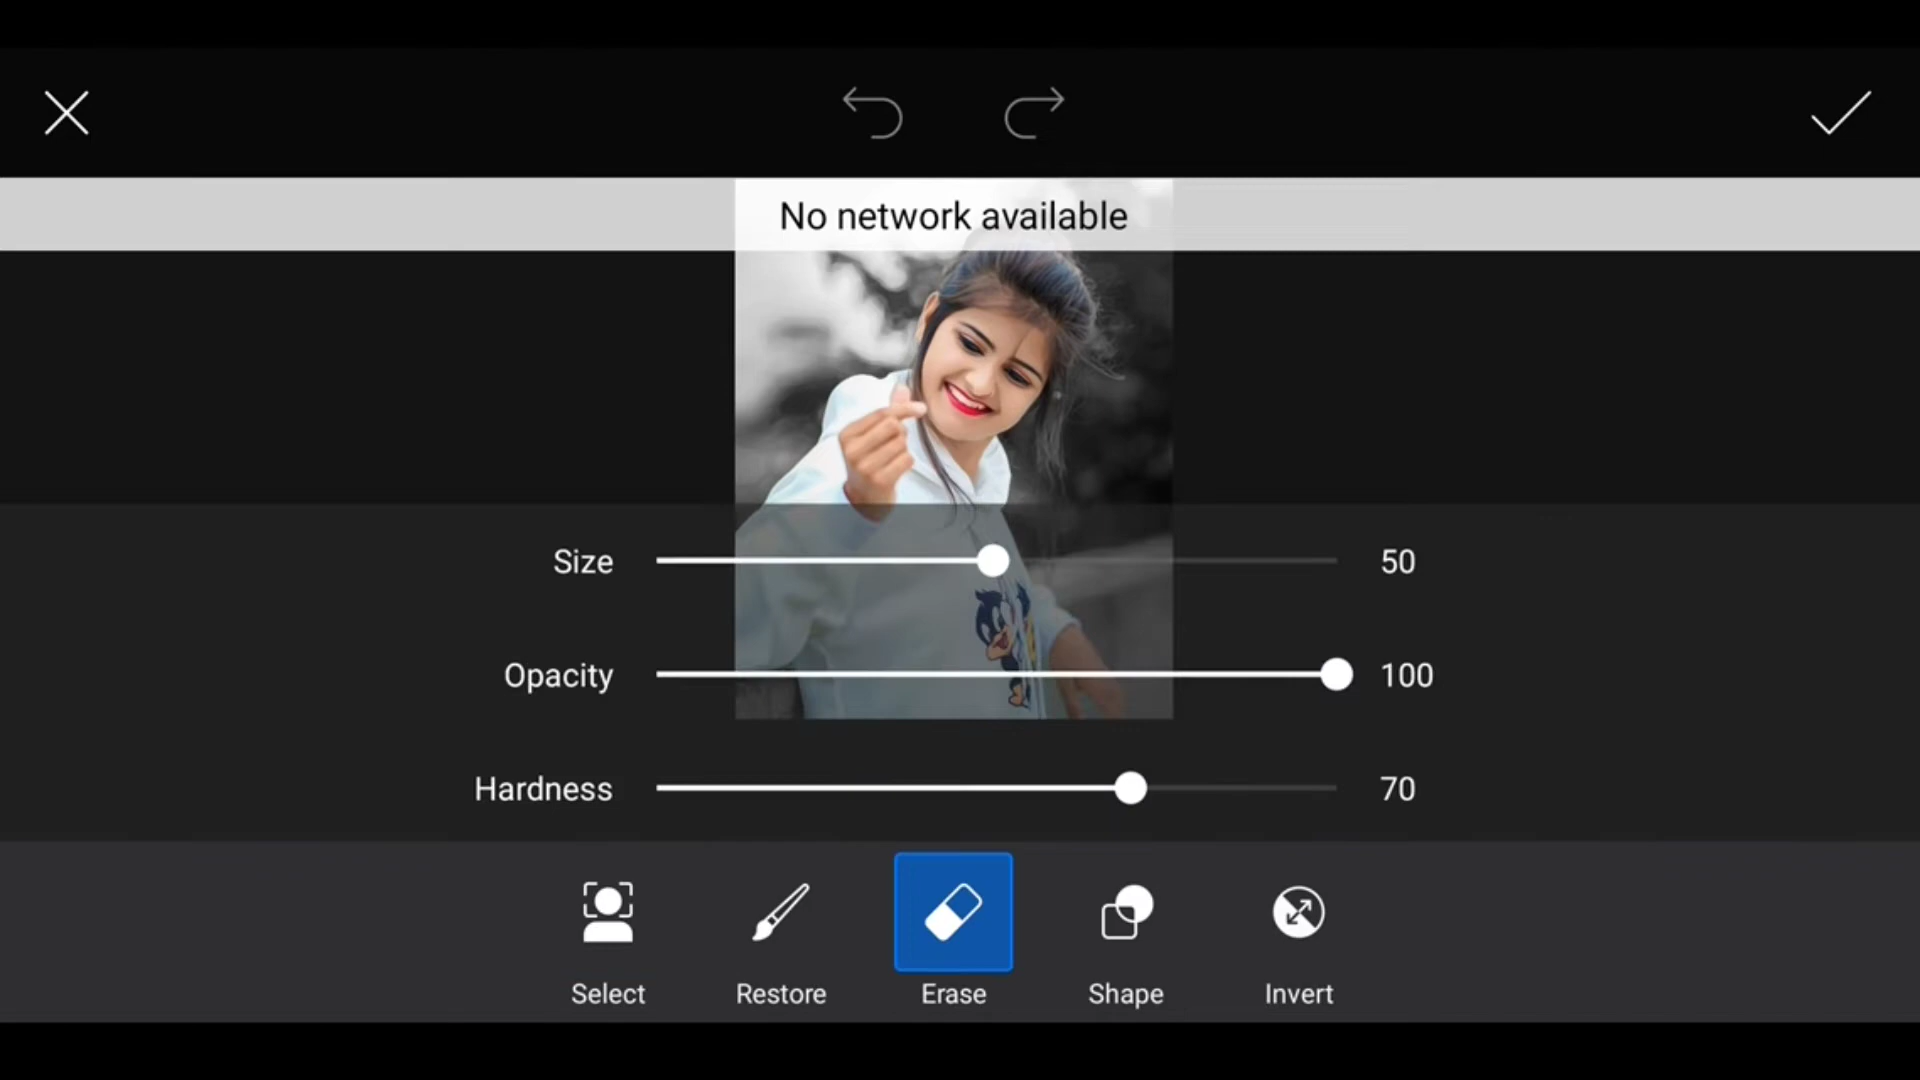 No network available
Size 50
Opacity 100
Hardness 70
Select Restore Erase Shape Invert